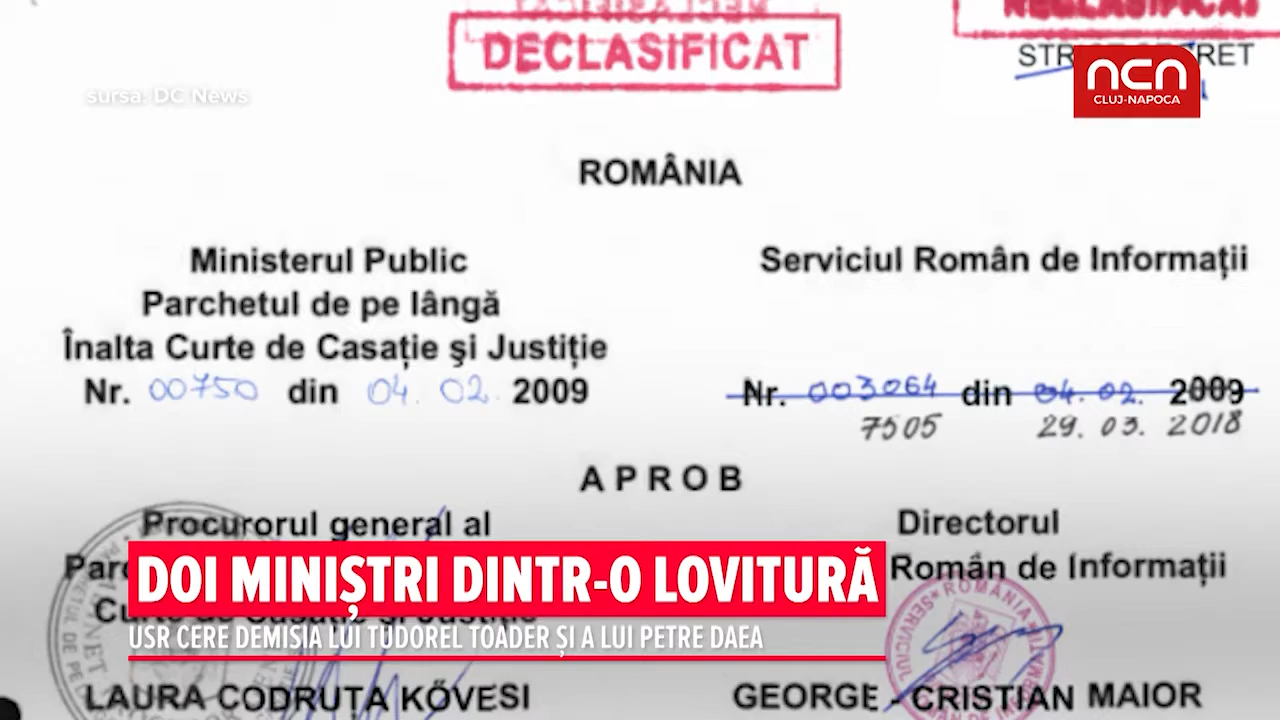 DECLASIFICAT
sursa: DC News
ncn
CLUJ-NAPOCA
ROMÂNIA
Ministerul Public
Parchetul de pe lângă
Înalta Curte de Casaţie şi Justiţie
Nr. 00750 din 04. 02. 2009
Serviciul Român de Informaţii
Nr. 003064 din 04. 02. 2009
7505 29. 03. 2018
APROB
Procurorul general al
Directorul
Român de Informaţii
DOI MINIȘTRI DINTR-O LOVITURĂ
USR CERE DEMISIA LUI TUDOREL TOADER ȘI A LUI PETRE DAEA
LAURA CODRUŢA KÖVESI
GEORGE - CRISTIAN MAIOR